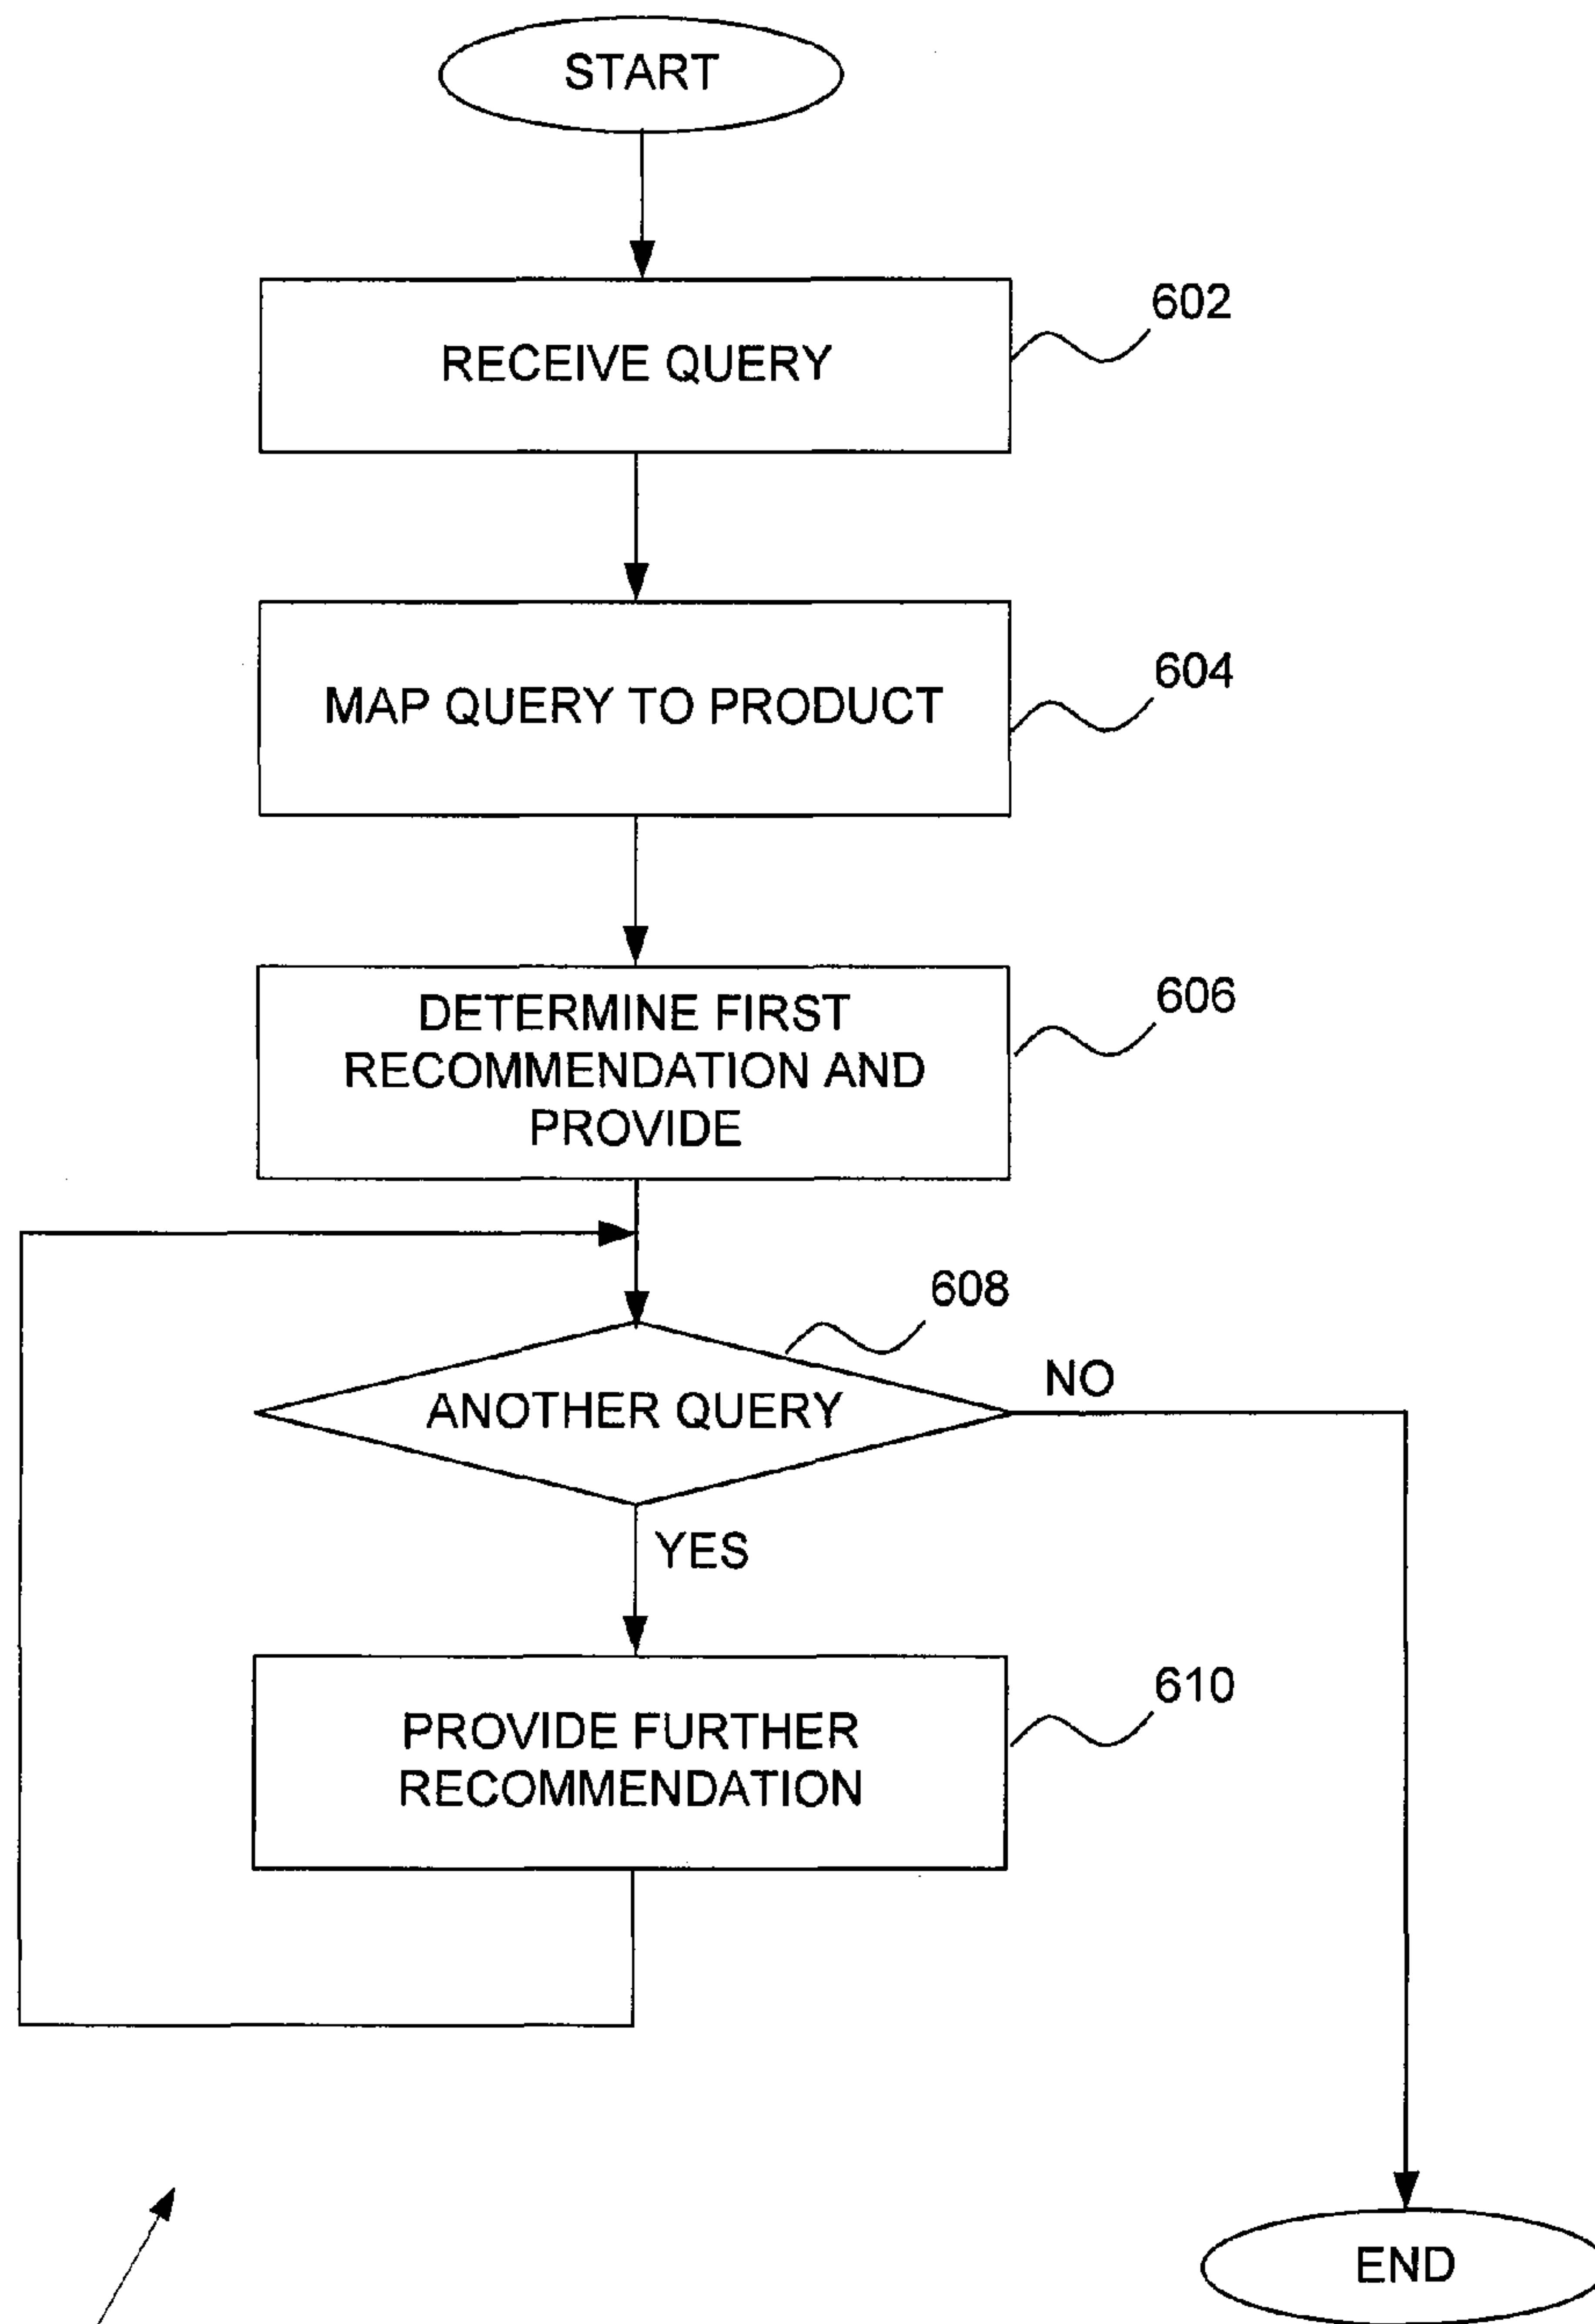 START
RECEIVE QUERY
602
MAP QUERY TO PRODUCT
604
DETERMINE FIRST
RECOMMENDATION AND
PROVIDE
606
608
ANOTHER QUERY
NO
YES
PROVIDE FURTHER
RECOMMENDATION
610
END